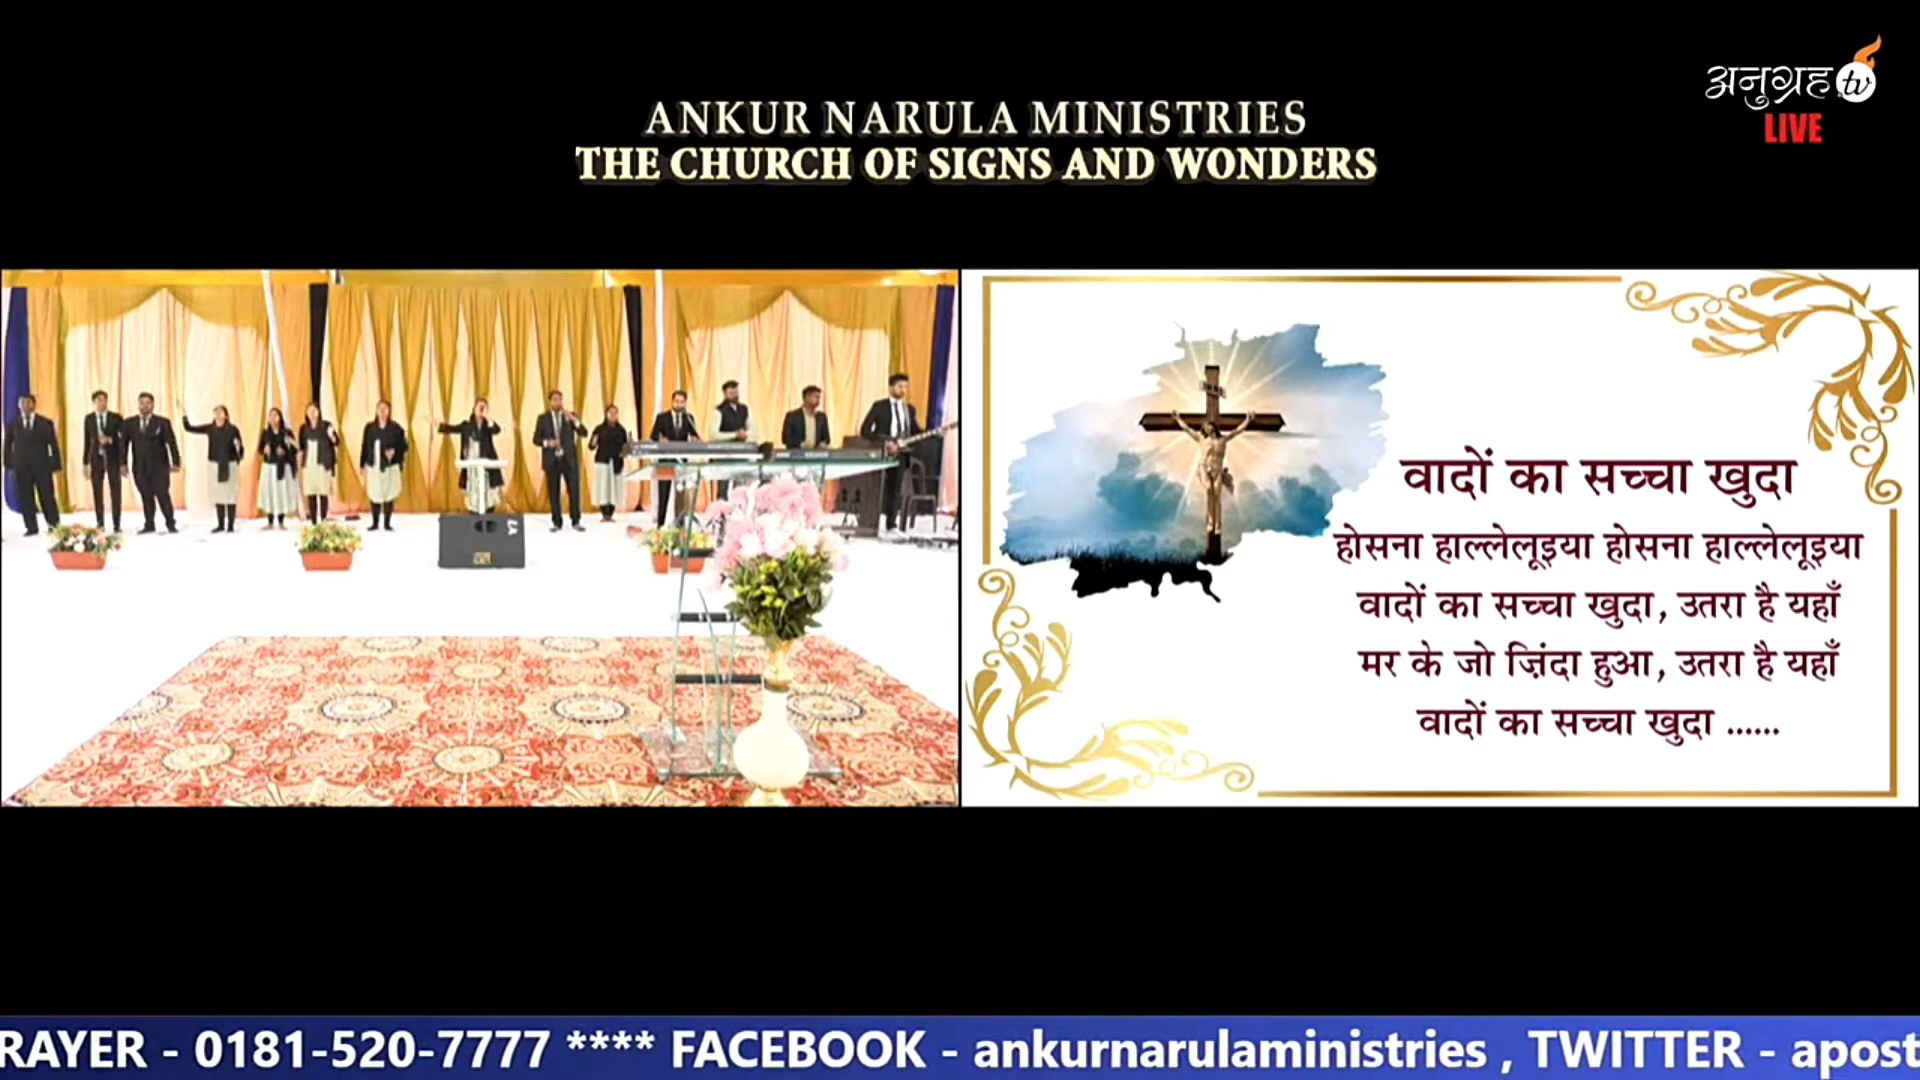 अनुग्रह tv
LIVE
ANKUR NARULA MINISTRIES
THE CHURCH OF SIGNS AND WONDERS
वादों का सच्चा खुदा
होसना हाल्लेलूइया होसना हाल्लेलूइया
वादों का सच्चा खुदा, उतरा है यहाँ
मर के जो ज़िंदा हुआ, उतरा है यहाँ
वादों का सच्चा खुदा ......
RAYER - 0181-520-7777 **** FACEBOOK - ankurnarulaministries , TWITTER - apost